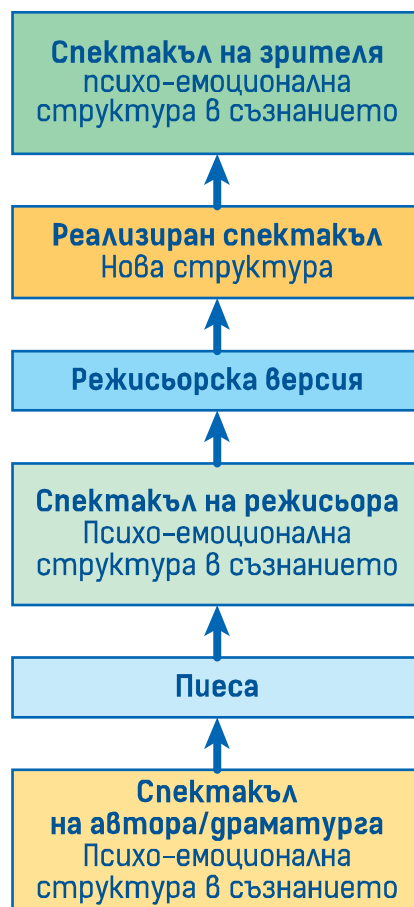 Спектакъл на зрителя
психо-емоционална
структура в съзнанието
Реализиран спектакъл
Нова структура
Режисьорска версия
Спектакъл на режисьора
Психо-емоционална
структура в съзнанието
Пиеса
Спектакъл
на автора/драматурга
Психо-емоционална
структура в съзнанието